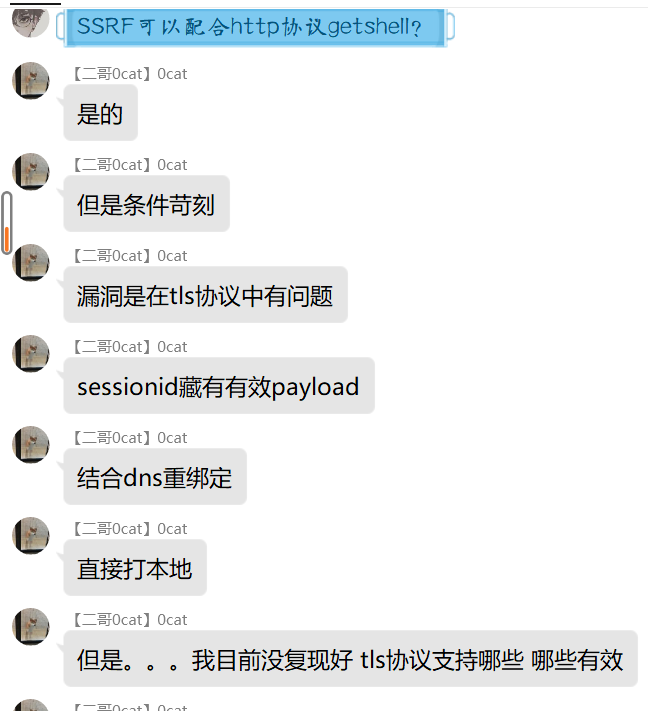 SSRF可以配合http协议getshell?
【二哥0cat】0cat
是的
【二哥0cat】0cat
但是条件苛刻
【二哥0cat】0cat
漏洞是在tls协议中有问题
【二哥0cat】0cat
sessionid藏有有效payload
【二哥0cat】0cat
结合dns重绑定
【二哥0cat】0cat
直接打本地
【二哥0cat】0cat
但是。。。我目前没复现好 tls协议支持哪些 哪些有效
【二哥0cat】0cat